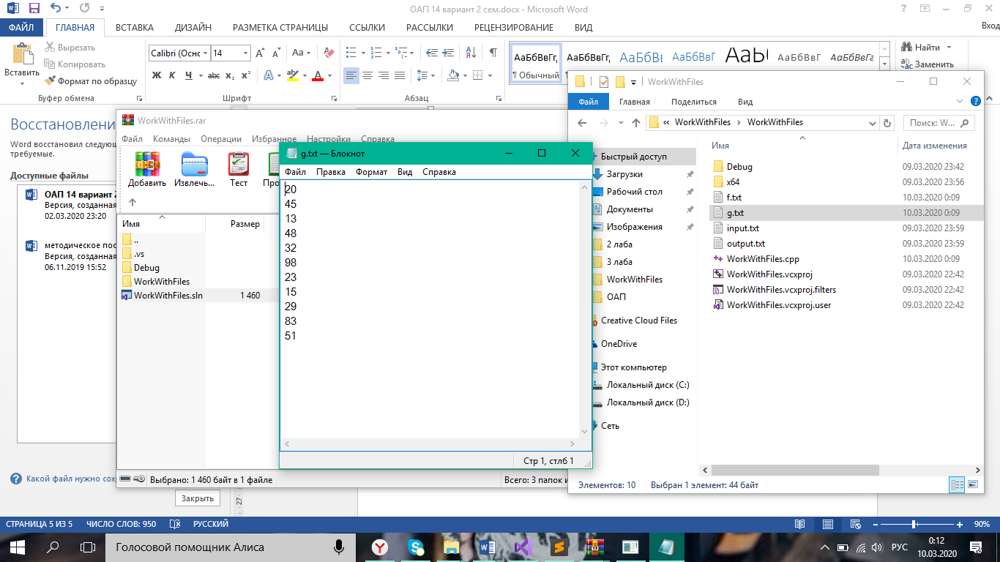 ОАП 14 вариант 2 сем.docx - Microsoft Word
ФАЙЛ ГЛАВНАЯ ВСТАВКА ДИЗАЙН РАЗМЕТКА СТРАНИЦЫ ССЫЛКИ РАССЫЛКИ РЕЦЕНЗИРОВАНИЕ ВИД Вход
Вставить
Вырезать
Копировать
Формат по образцу
Буфер обмена
Calibri (Оснс 14
Ж К Ч abc x₂ x²
Шрифт
Абзац
АаБбВвГг, АаБбВвГг, АаБбВі АаБбВвГ АаЫ АаБбВвГ АаБбВвГг
¶ Обычный
Найти
Заменить
Восстановлени
Word восстановил следующ
требуемые.
Доступные файлы
ОАП 14 вариант 2
Версия, созданная
02.03.2020 23:20
методическое пос
Версия, созданная
06.11.2019 15:52
Какой файл нужно сох
Закрыть
WorkWithFiles.rar
Файл Команды Операции Избранное Настройки Справка
Добавить Извлечь... Тест Про
Имя Размер
..
.vs
Debug
WorkWithFiles
WorkWithFiles.sln 1 460
Выбрано: 1 460 байт в 1 файле
Всего: 3 папок и
g.txt — Блокнот
Файл Правка Формат Вид Справка
20
45
13
48
32
98
23
15
29
83
51
Стр 1, стлб 1
WorkWithFiles
Файл Главная Поделиться Вид
« WorkWithFiles › WorkWithFiles
Поиск: W...
Быстрый доступ
Загрузки
Рабочий стол
Документы
Изображения
2 лаба
3 лаба
WorkWithFiles
ОАП
Creative Cloud Files
OneDrive
Этот компьютер
Локальный диск (C:)
Локальный диск (D:)
Сеть
Имя Дата изменения
Debug 09.03.2020 23:42
x64 09.03.2020 23:56
f.txt 10.03.2020 0:09
g.txt 10.03.2020 0:09
input.txt 09.03.2020 23:59
output.txt 09.03.2020 23:59
WorkWithFiles.cpp 10.03.2020 0:09
WorkWithFiles.vcxproj 09.03.2020 22:42
WorkWithFiles.vcxproj.filters 09.03.2020 22:42
WorkWithFiles.vcxproj.user 09.03.2020 22:42
Элементов: 10 Выбран 1 элемент: 44 байт
27
СТРАНИЦА 5 ИЗ 5 ЧИСЛО СЛОВ: 950 РУССКИЙ 90%
Голосовой помощник Алиса
РУС
0:12
10.03.2020